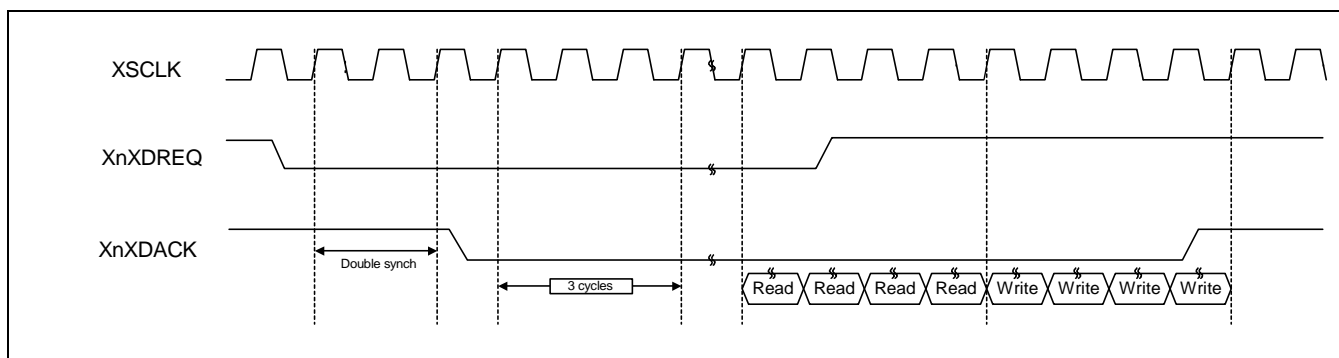 XSCLK
XnXDREQ
XnXDACK
Double synch
3 cycles
Read Read Read Read Write Write Write Write